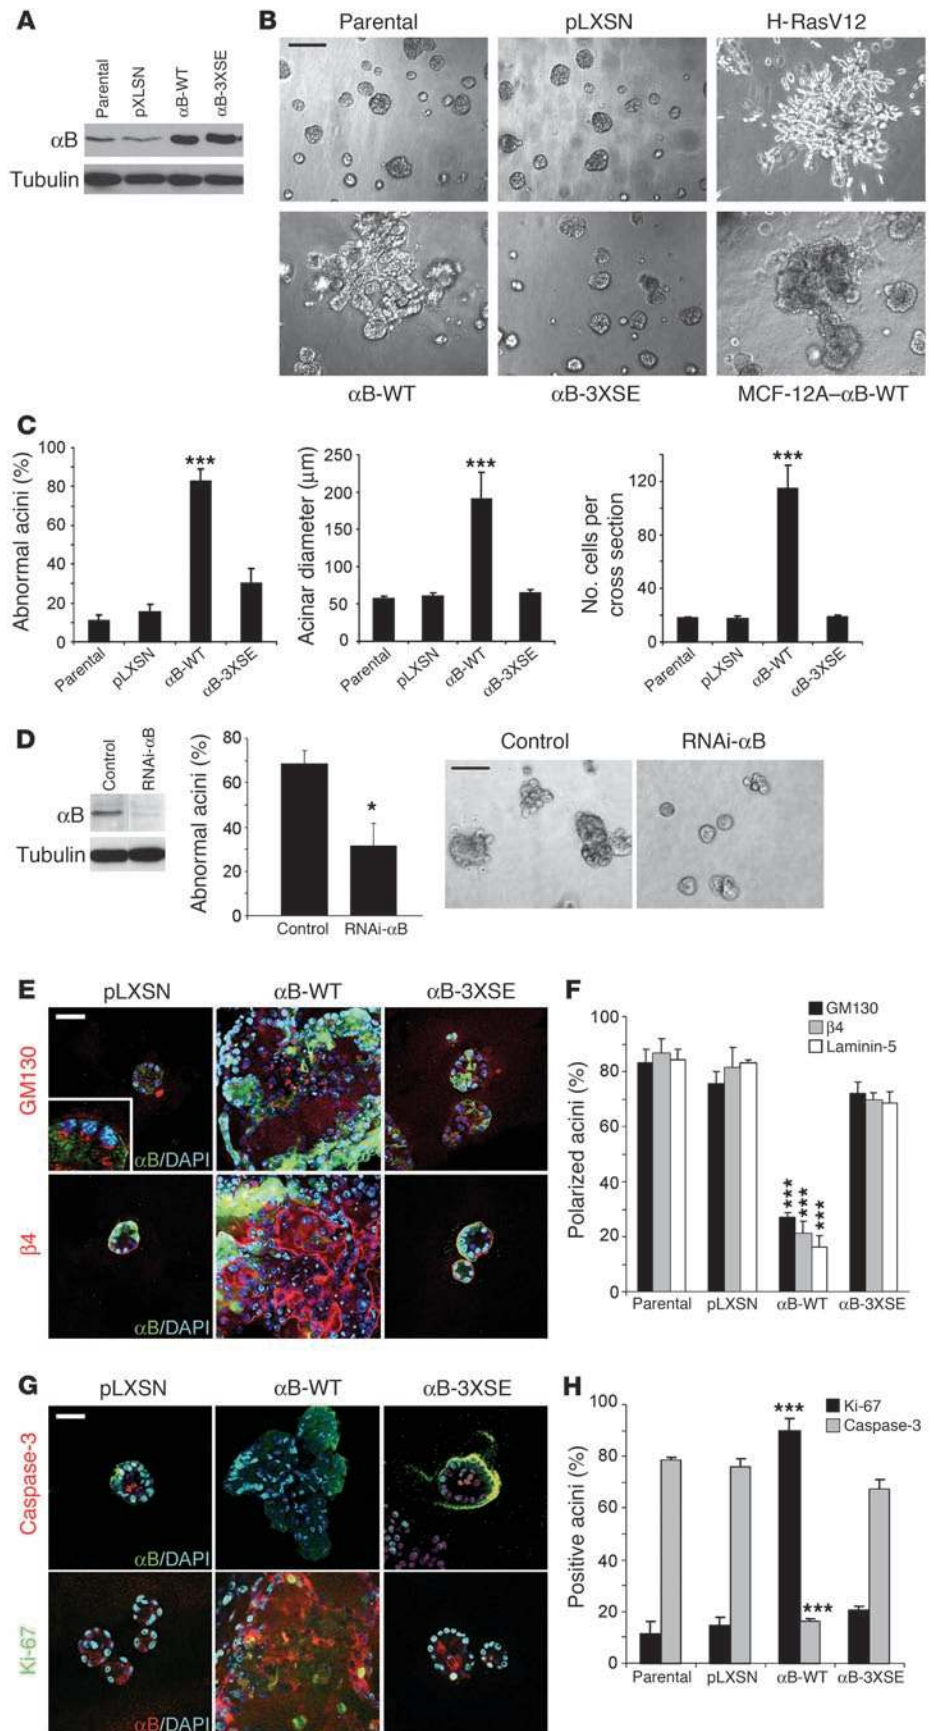 A
Parental
pXLSN
αB-WT
αB-3XSE
αB
Tubulin
B
Parental
pLXSN
H-RasV12
αB-WT
αB-3XSE
MCF-12A–αB-WT
C
Abnormal acini (%)
100
80
60
40
20
0
***
Parental
pLXSN
αB-WT
αB-3XSE
Acinar diameter (μm)
250
200
150
100
50
0
***
Parental
pLXSN
αB-WT
αB-3XSE
No. cells per
cross section
120
80
40
0
***
Parental
pLXSN
αB-WT
αB-3XSE
D
Control
RNAi-αB
αB
Tubulin
Abnormal acini (%)
80
60
40
20
0
*
Control
RNAi-αB
Control
RNAi-αB
E
pLXSN
αB-WT
αB-3XSE
GM130
αB/DAPI
β4
αB/DAPI
F
GM130
β4
Laminin-5
Polarized acini (%)
100
80
60
40
20
0
***
***
***
Parental
pLXSN
αB-WT
αB-3XSE
G
pLXSN
αB-WT
αB-3XSE
Caspase-3
αB/DAPI
Ki-67
αB/DAPI
H
Ki-67
Caspase-3
Positive acini (%)
100
80
60
40
20
0
***
***
Parental
pLXSN
αB-WT
αB-3XSE